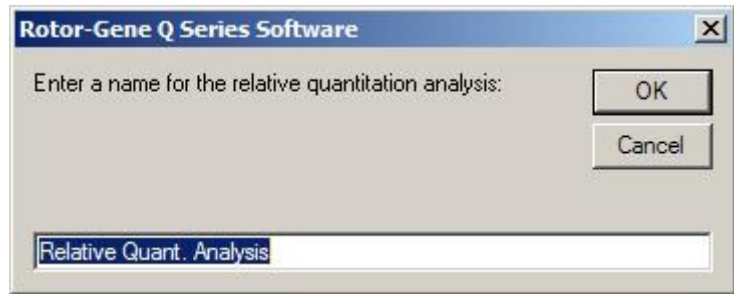 Rotor-Gene Q Series Software
Enter a name for the relative quantitation analysis:
OK
Cancel
Relative Quant. Analysis